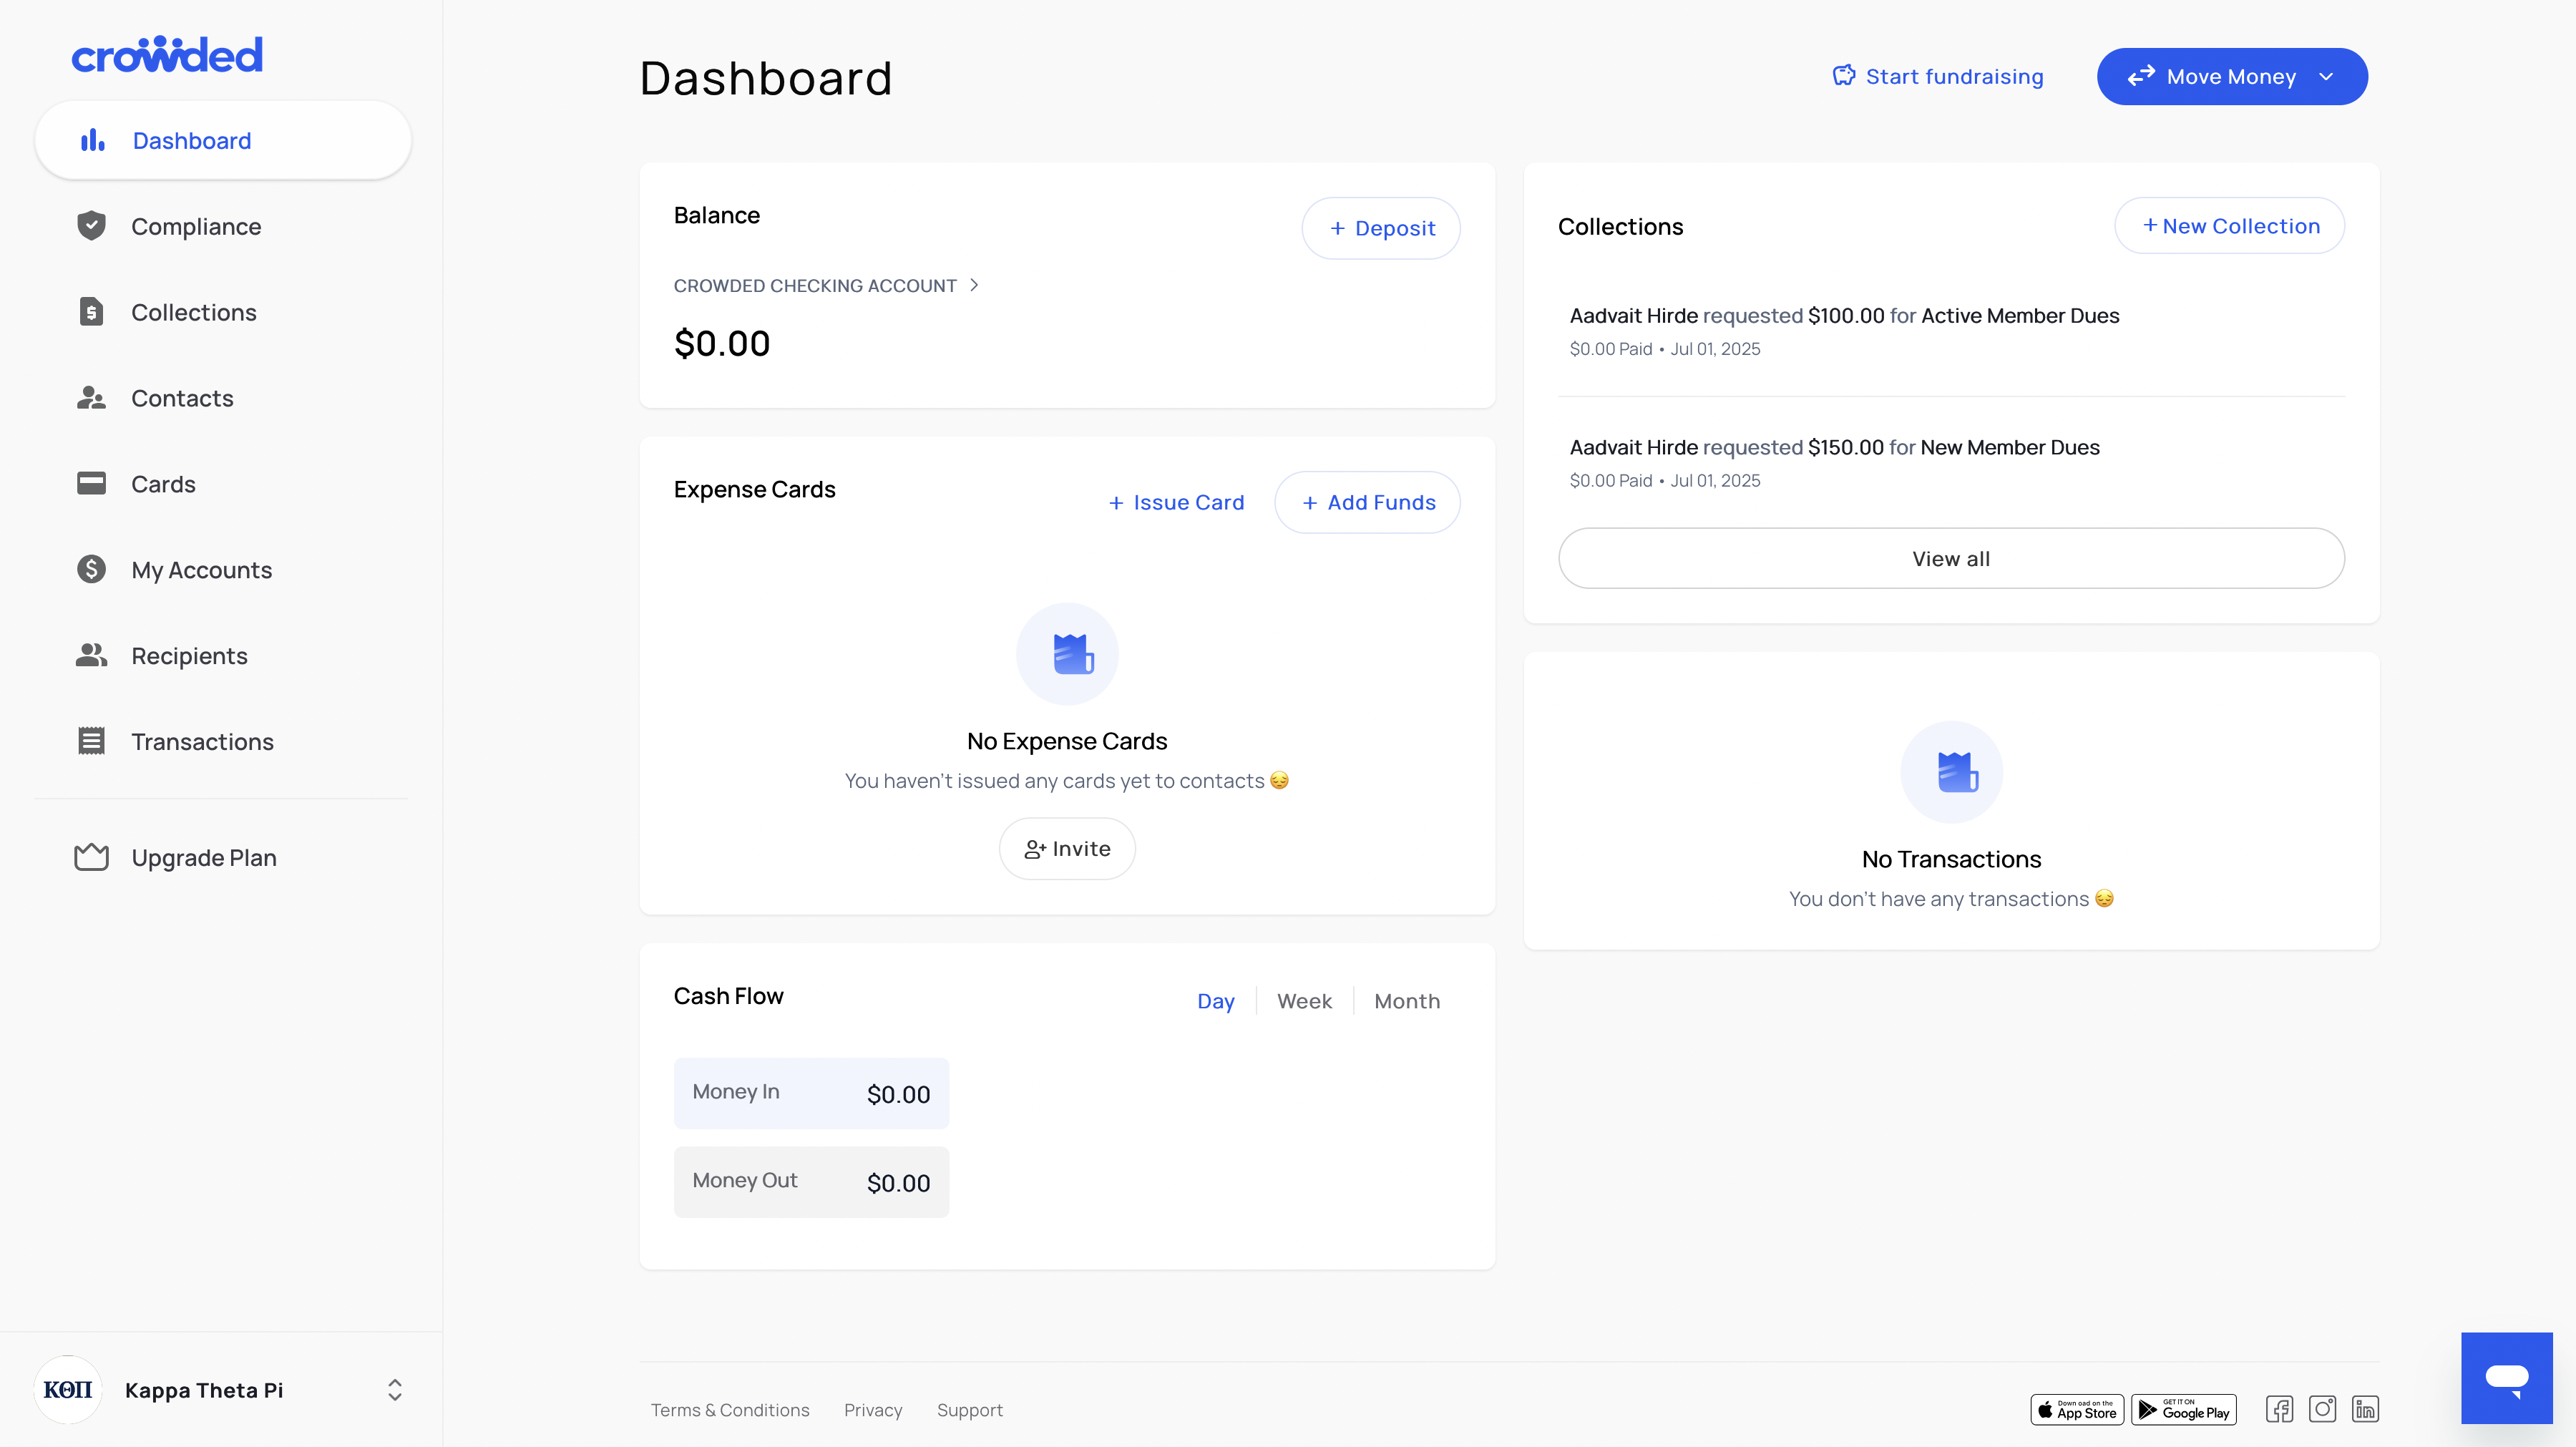 crowded
Dashboard
Compliance
Collections
Contacts
Cards
My Accounts
Recipients
Transactions
Upgrade Plan
ΚΘΠ
Kappa Theta Pi
Dashboard
Start fundraising
Move Money
Balance
+ Deposit
CROWDED CHECKING ACCOUNT >
$0.00
Expense Cards
+ Issue Card
+ Add Funds
No Expense Cards
You haven't issued any cards yet to contacts 😔
Invite
Cash Flow
Day
Week
Month
Money In $0.00
Money Out $0.00
Collections
+ New Collection
Aadvait Hirde requested $100.00 for Active Member Dues
$0.00 Paid • Jul 01, 2025
Aadvait Hirde requested $150.00 for New Member Dues
$0.00 Paid • Jul 01, 2025
View all
No Transactions
You don't have any transactions 😔
Terms & Conditions
Privacy
Support
Download on the
App Store
GET IT ON
Google Play